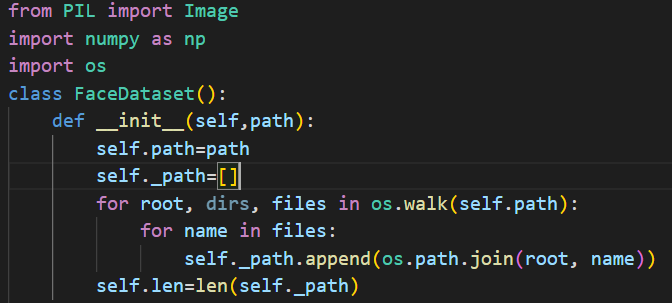 from PIL import Image
import numpy as np
import os
class FaceDataset():
    def __init__(self,path):
        self.path=path
        self._path=[]
        for root, dirs, files in os.walk(self.path):
            for name in files:
                self._path.append(os.path.join(root, name))
        self.len=len(self._path)